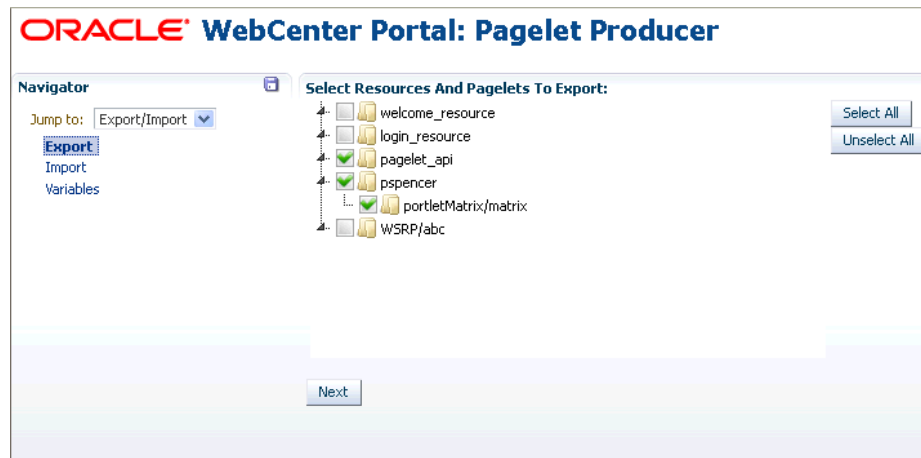 ORACLE® WebCenter Portal: Pagelet Producer
Navigator
Jump to: Export/Import
Export
Import
Variables
Select Resources And Pagelets To Export:
welcome_resource
login_resource
pagelet_api
pspencer
portletMatrix/matrix
WSRP/abc
Select All
Unselect All
Next